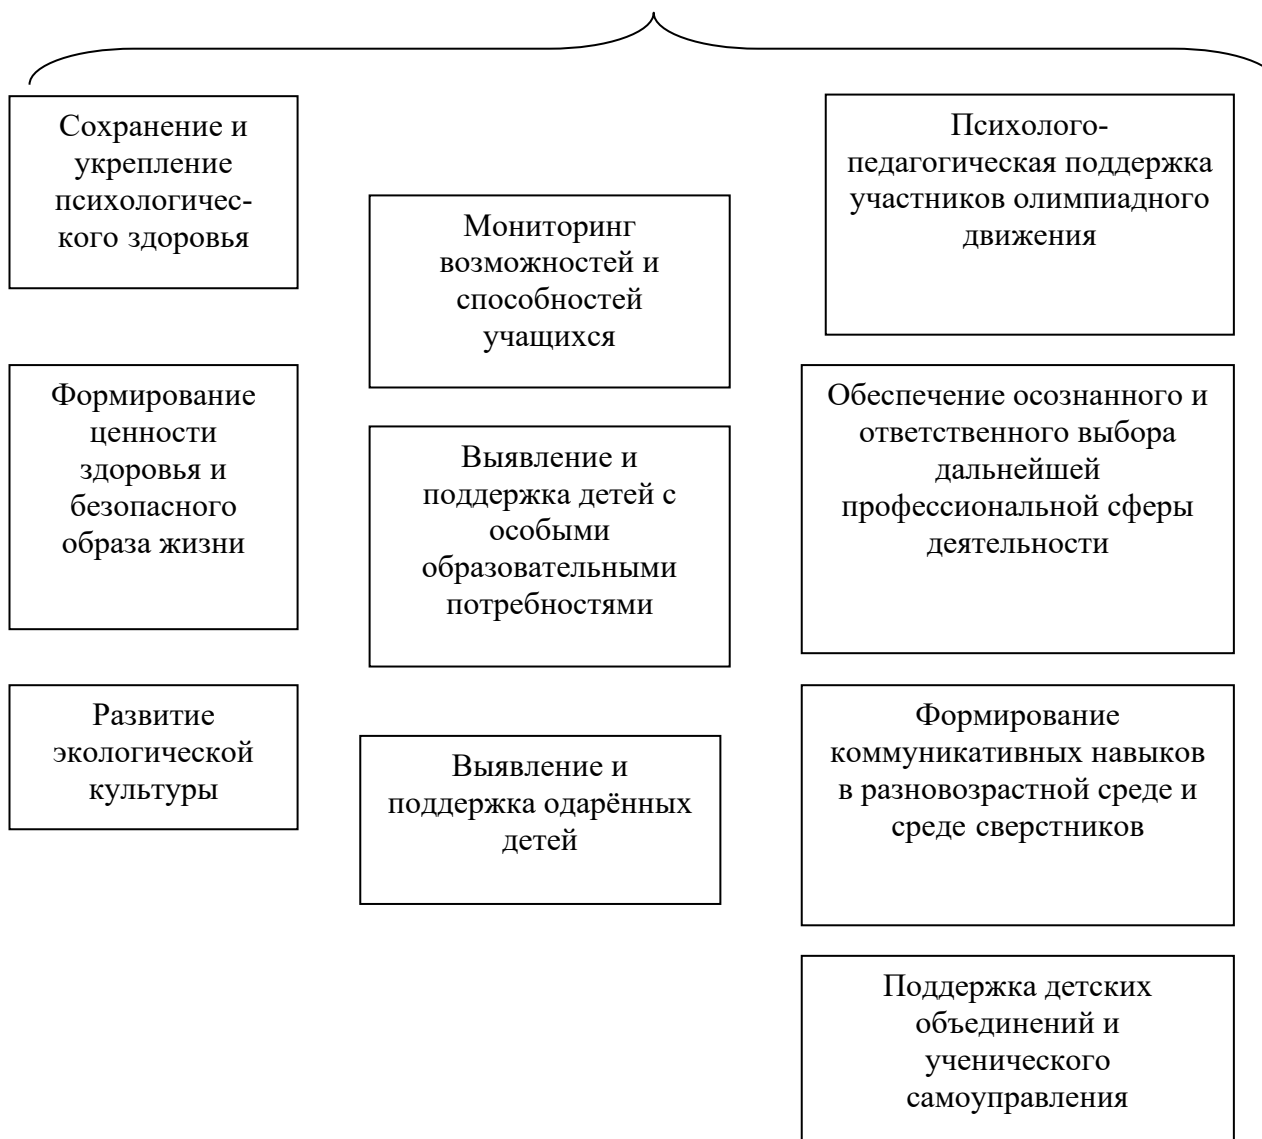 Сохранение и
укрепление
психологичес-
кого здоровья
Формирование
ценности
здоровья и
безопасного
образа жизни
Развитие
экологической
культуры
Мониторинг
возможностей и
способностей
учащихся
Выявление и
поддержка детей с
особыми
образовательными
потребностями
Выявление и
поддержка одарённых
детей
Психолого-
педагогическая поддержка
участников олимпиадного
движения
Обеспечение осознанного и
ответственного выбора
дальнейшей
профессиональной сферы
деятельности
Формирование
коммуникативных навыков
в разновозрастной среде и
среде сверстников
Поддержка детских
объединений и
ученического
самоуправления